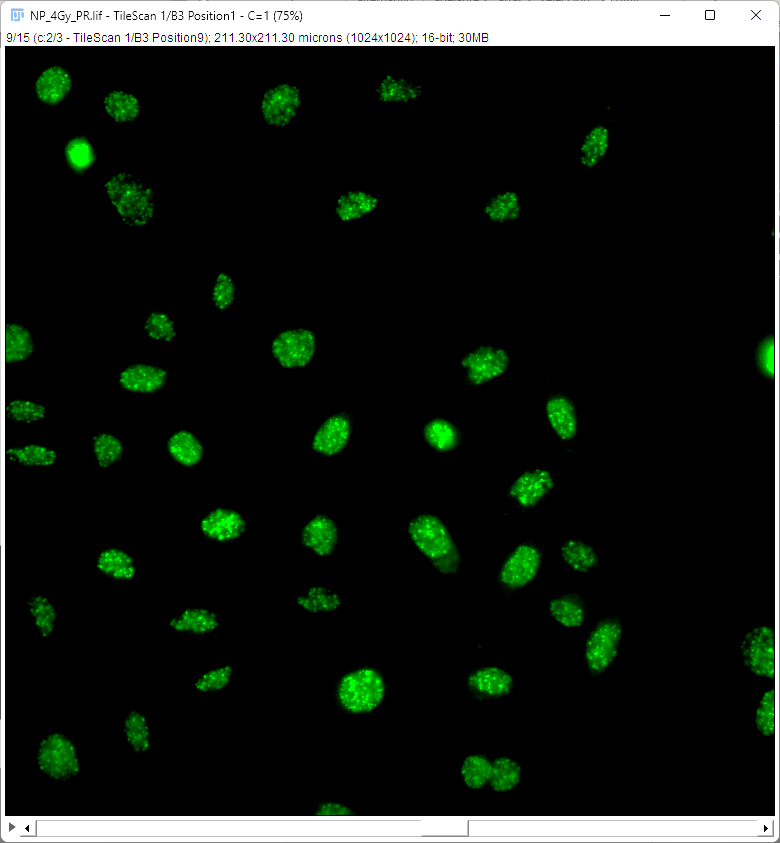 NP_4Gy_PR.lif - TileScan 1/B3 Position1 - C=1 (75%)
9/15 (c:2/3 - TileScan 1/B3 Position9); 211.30x211.30 microns (1024x1024); 16-bit; 30MB